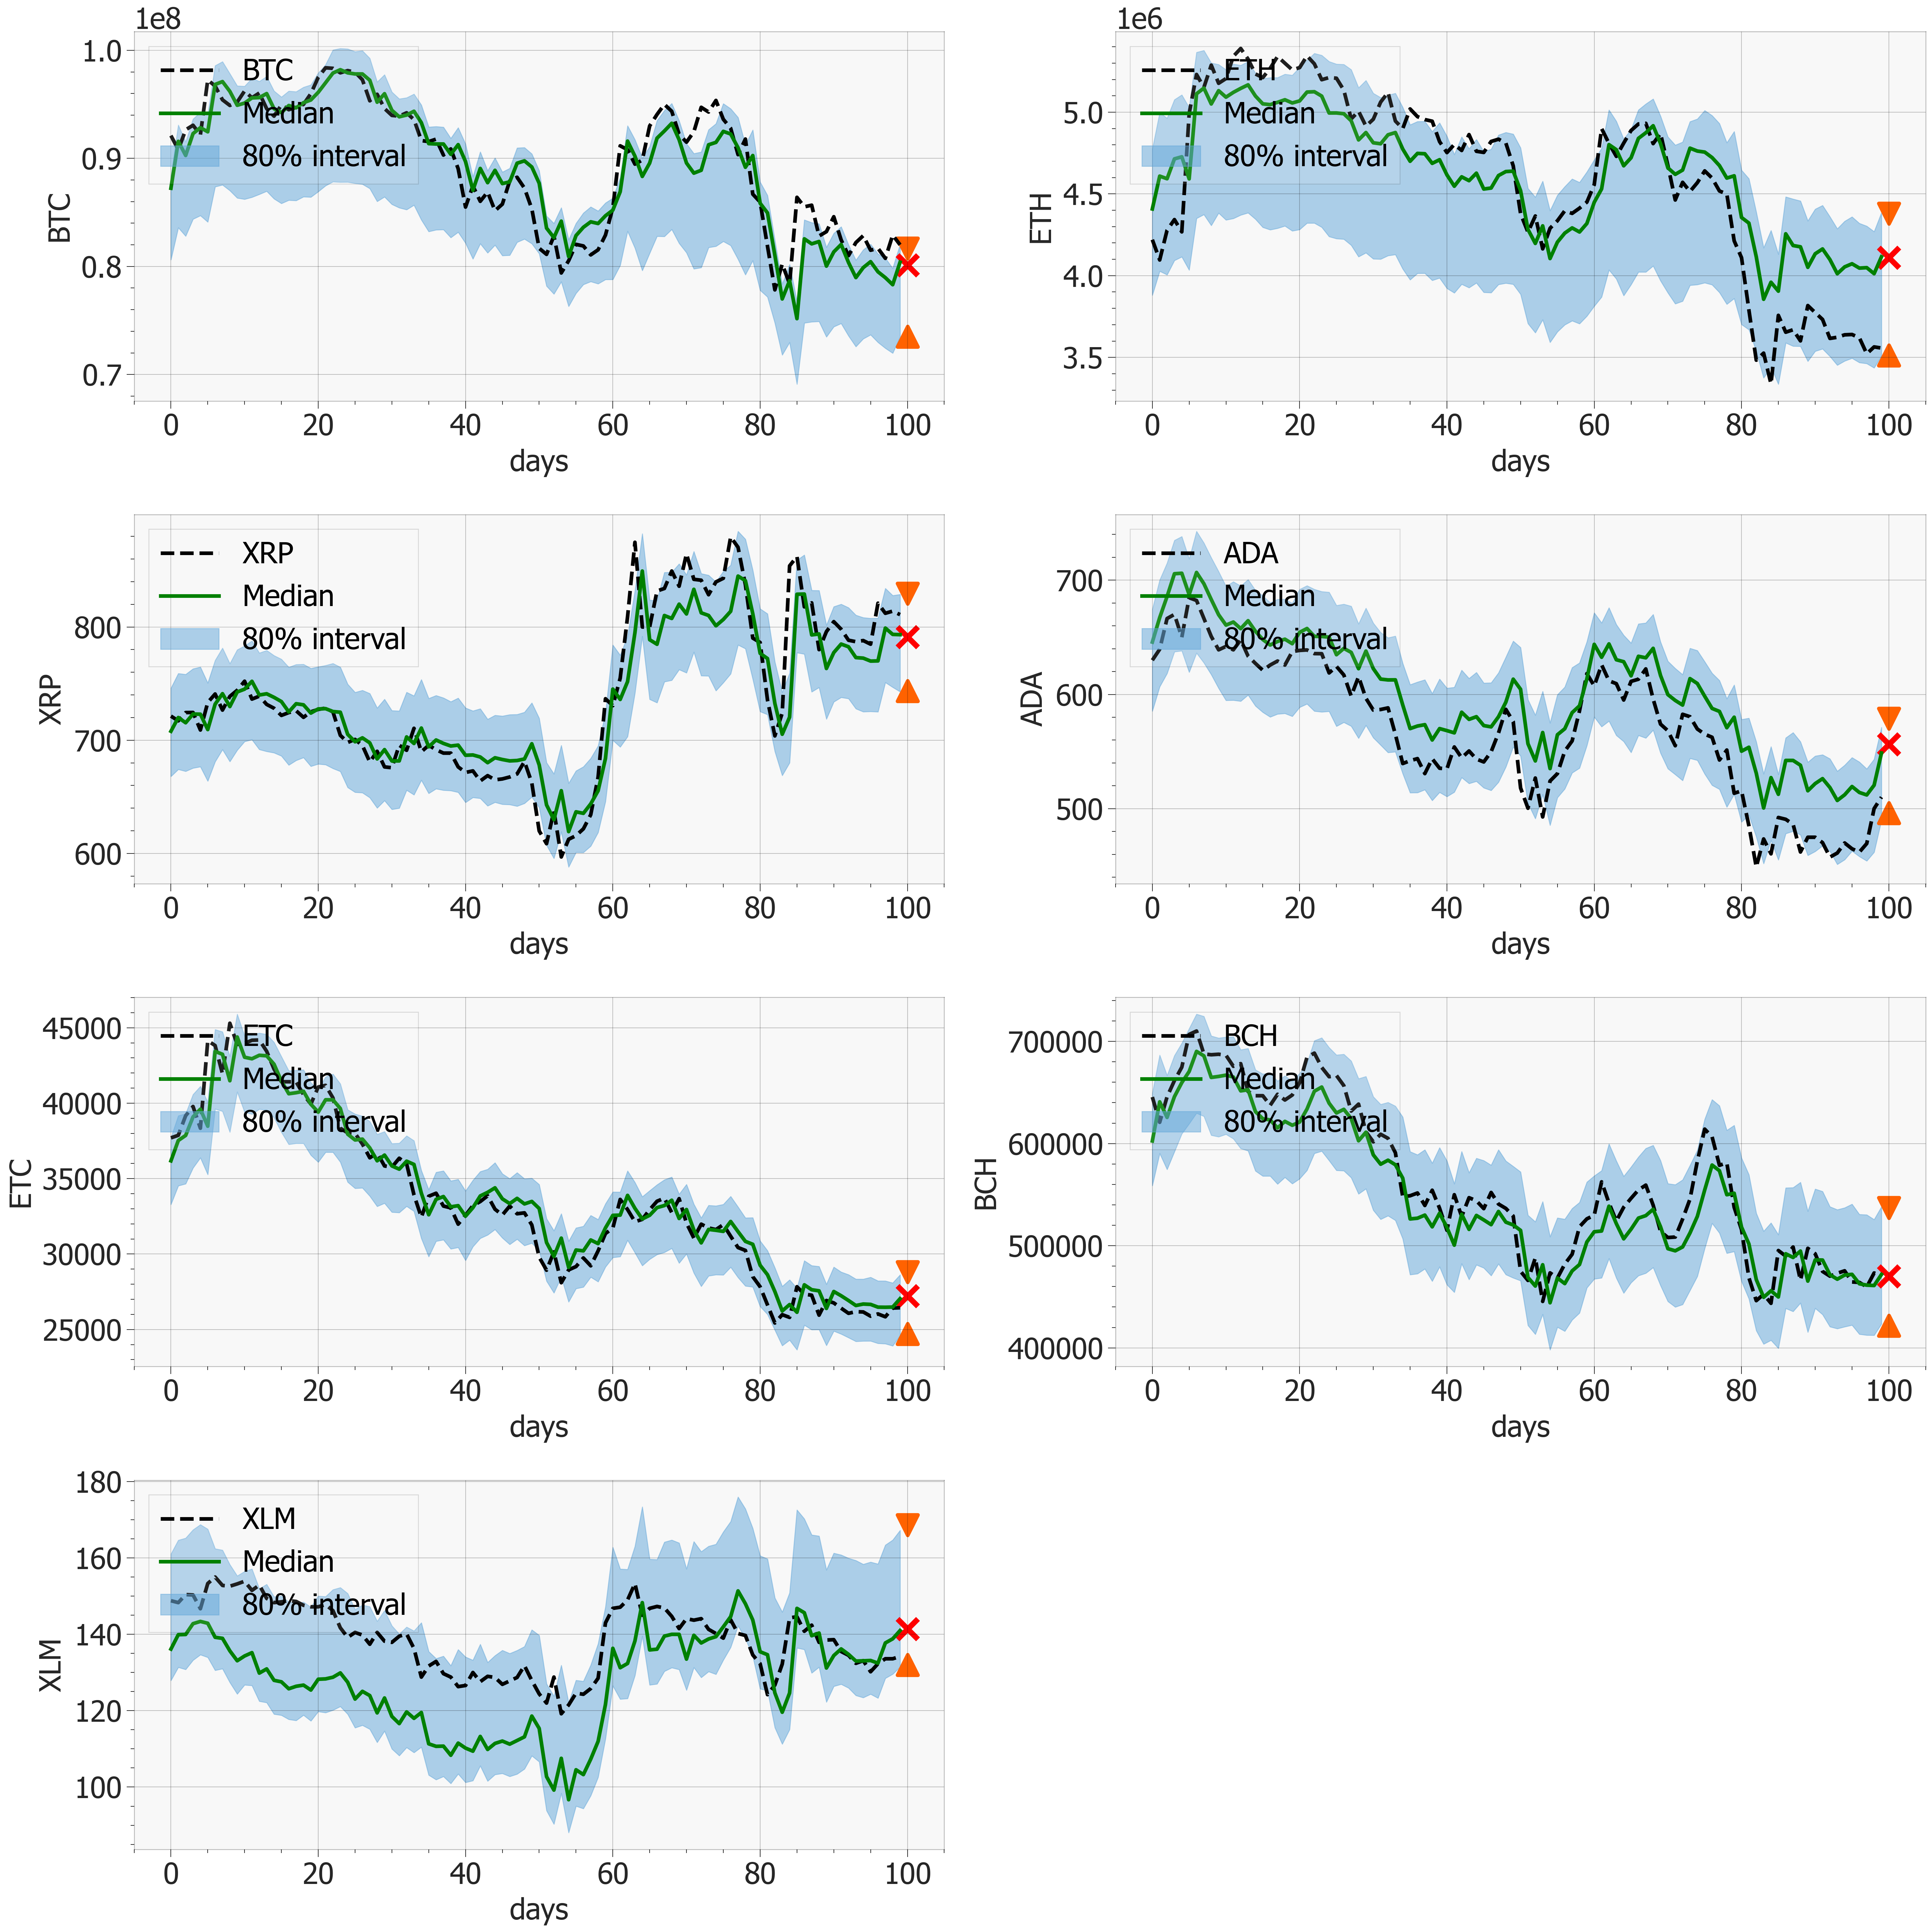 1e8
1.0
0.9
0.8
0.7
BTC
BTC
Median
80% interval
0 20 40 60 80 100
days
1e6
5.0
4.5
4.0
3.5
ETH
ETH
Median
80% interval
0 20 40 60 80 100
days
800
700
600
XRP
XRP
Median
80% interval
0 20 40 60 80 100
days
700
600
500
ADA
ADA
Median
80% interval
0 20 40 60 80 100
days
45000
40000
35000
30000
25000
ETC
ETC
Median
80% interval
0 20 40 60 80 100
days
700000
600000
500000
400000
BCH
BCH
Median
80% interval
0 20 40 60 80 100
days
180
160
140
120
100
XLM
XLM
Median
80% interval
0 20 40 60 80 100
days